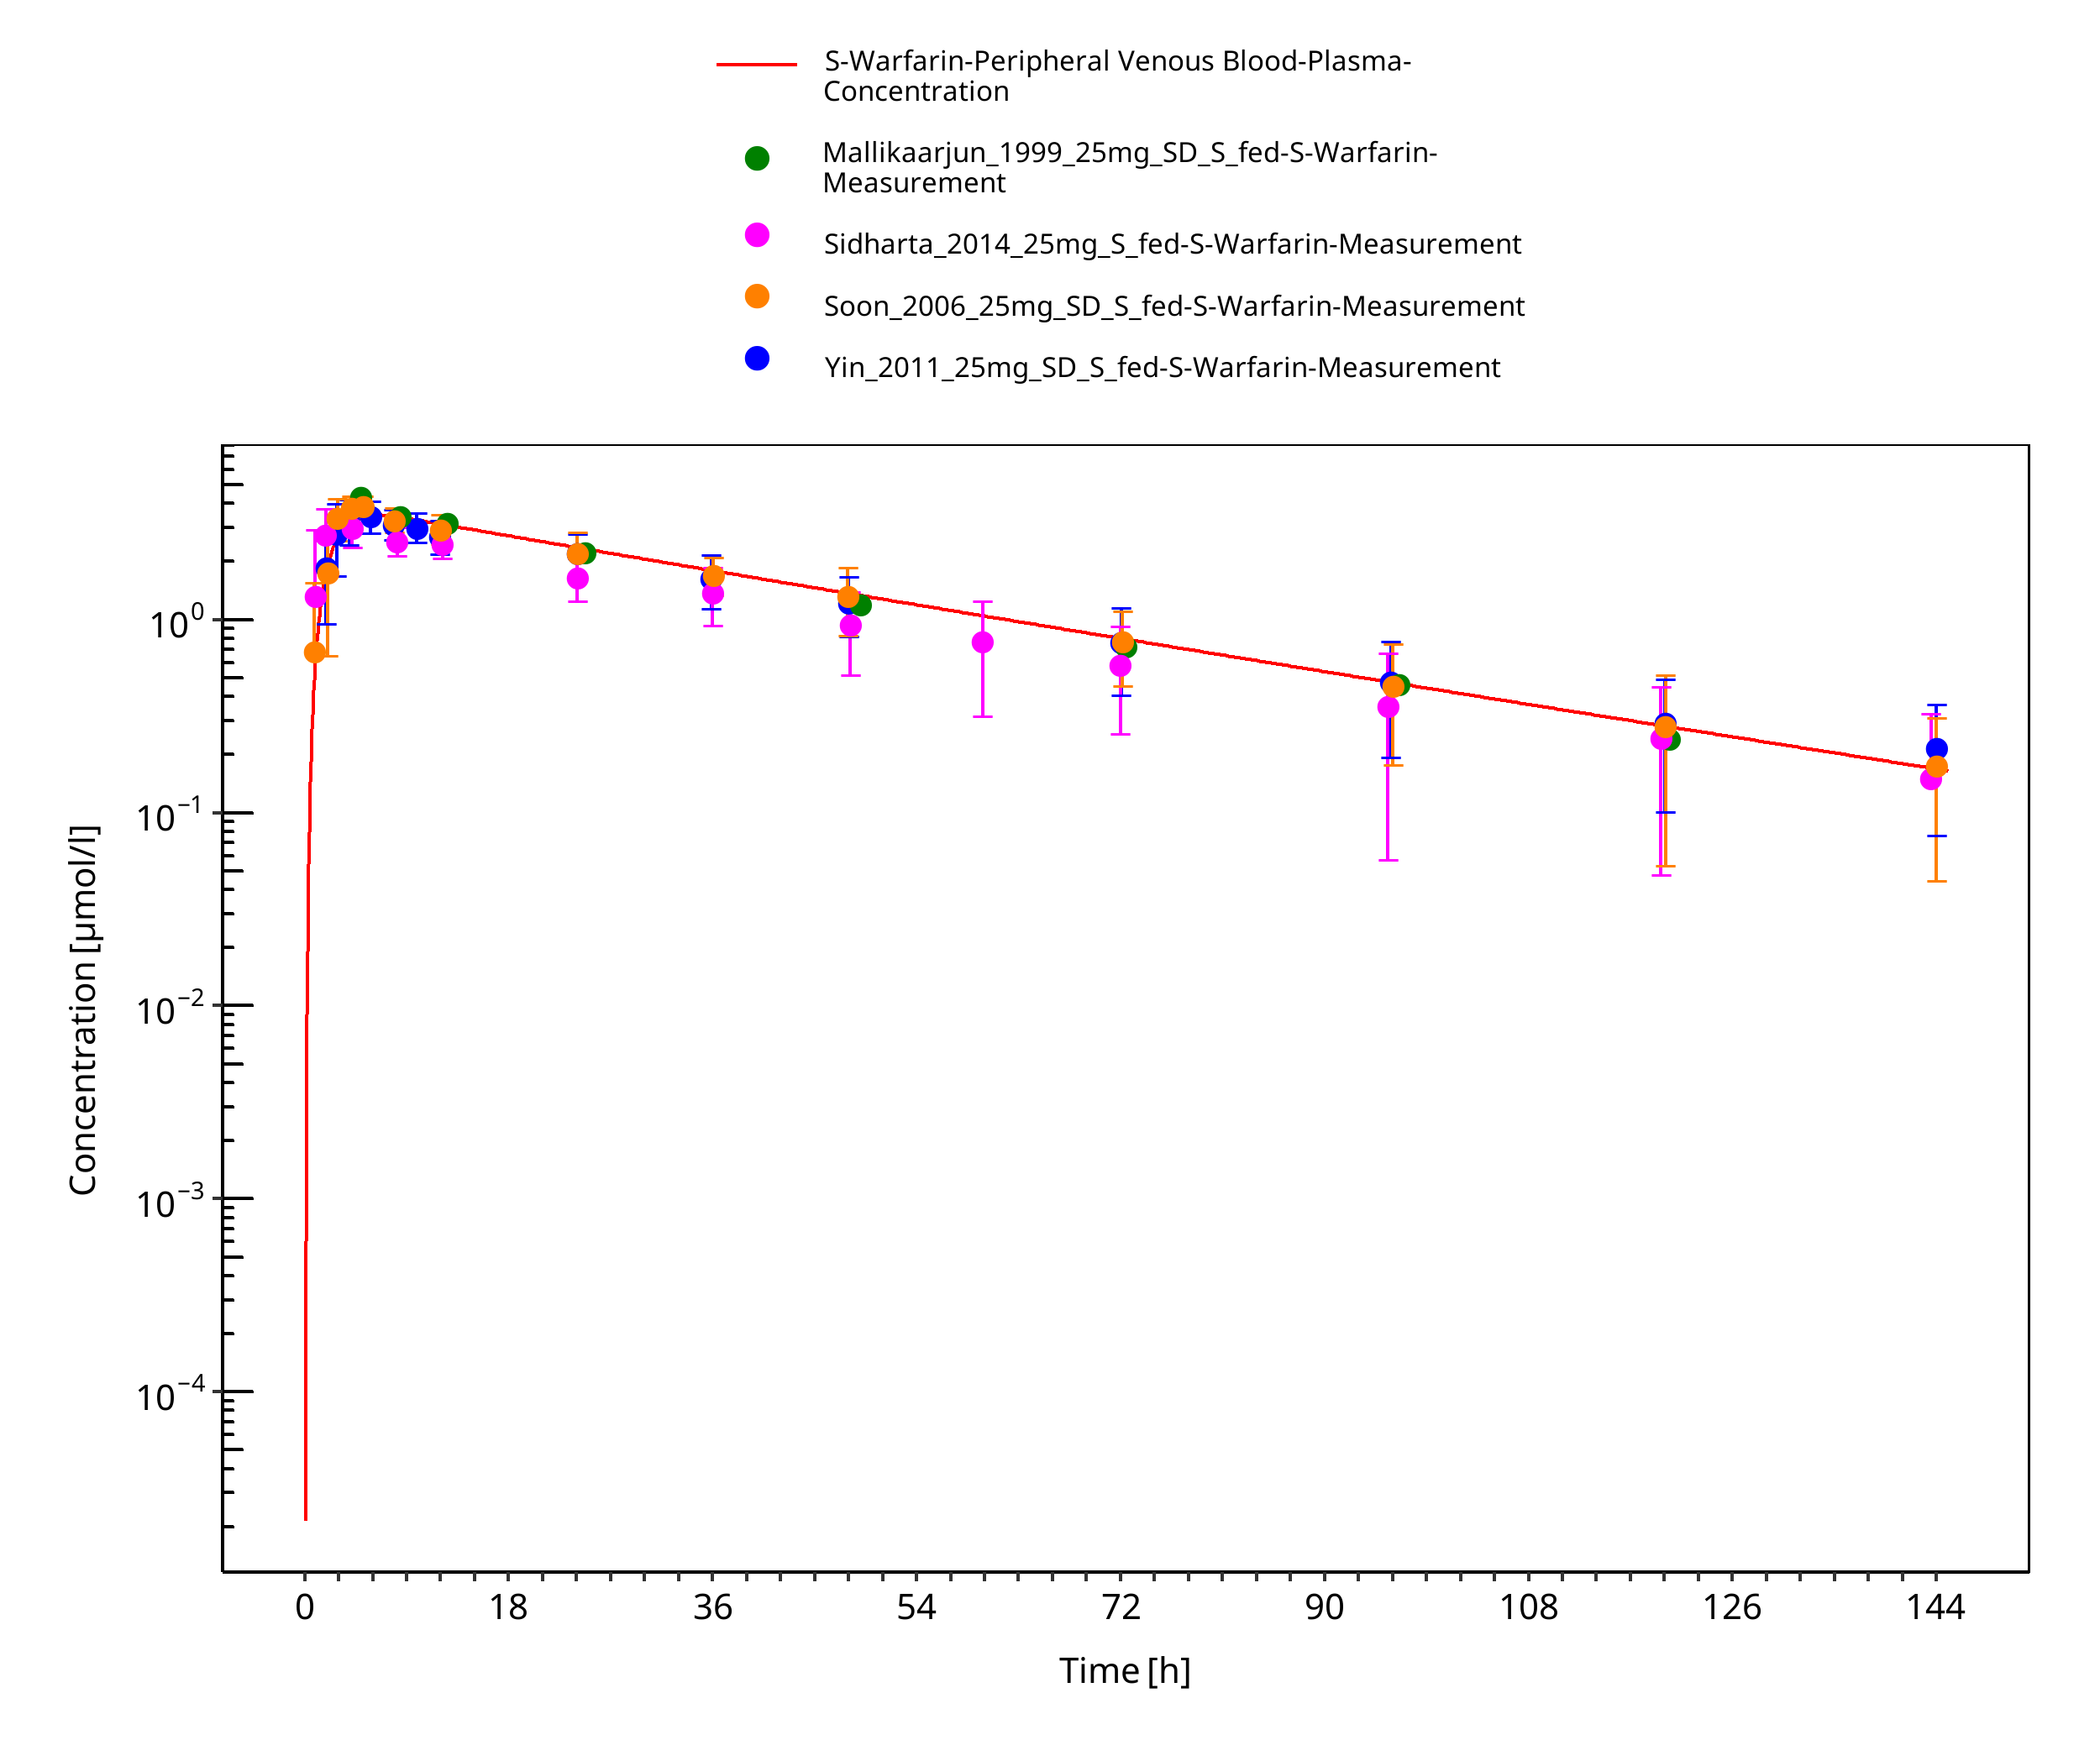 S-Warfarin-Peripheral Venous Blood-Plasma-
Concentration
Mallikaarjun_1999_25mg_SD_S_fed-S-Warfarin-
Measurement
Sidharta_2014_25mg_S_fed-S-Warfarin-Measurement
Soon_2006_25mg_SD_S_fed-S-Warfarin-Measurement
Yin_2011_25mg_SD_S_fed-S-Warfarin-Measurement
Concentration [µmol/l]
10⁰
10⁻¹
10⁻²
10⁻³
10⁻⁴
0 18 36 54 72 90 108 126 144
Time [h]